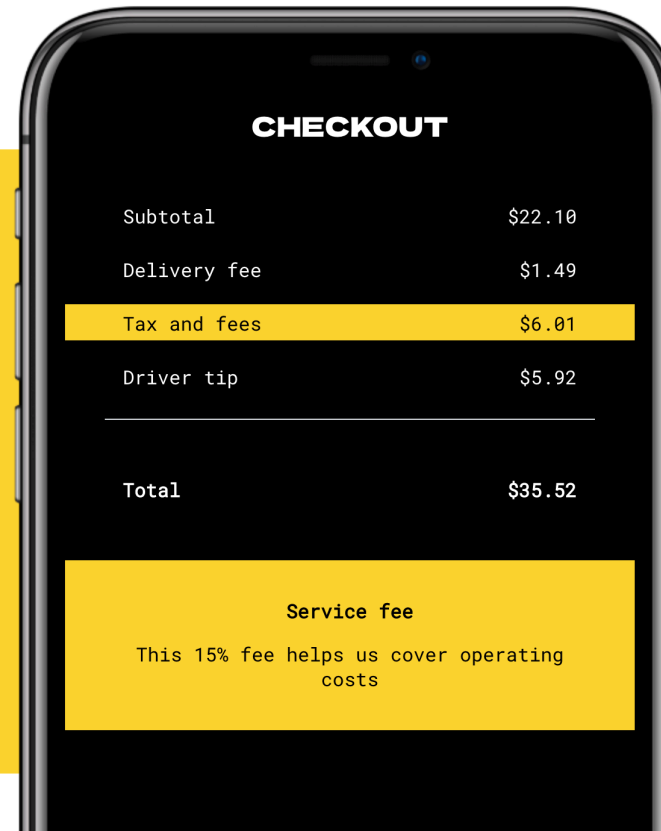 CHECKOUT
Subtotal $22.10
Delivery fee $1.49
Tax and fees $6.01
Driver tip $5.92
Total $35.52
Service fee
This 15% fee helps us cover operating
costs